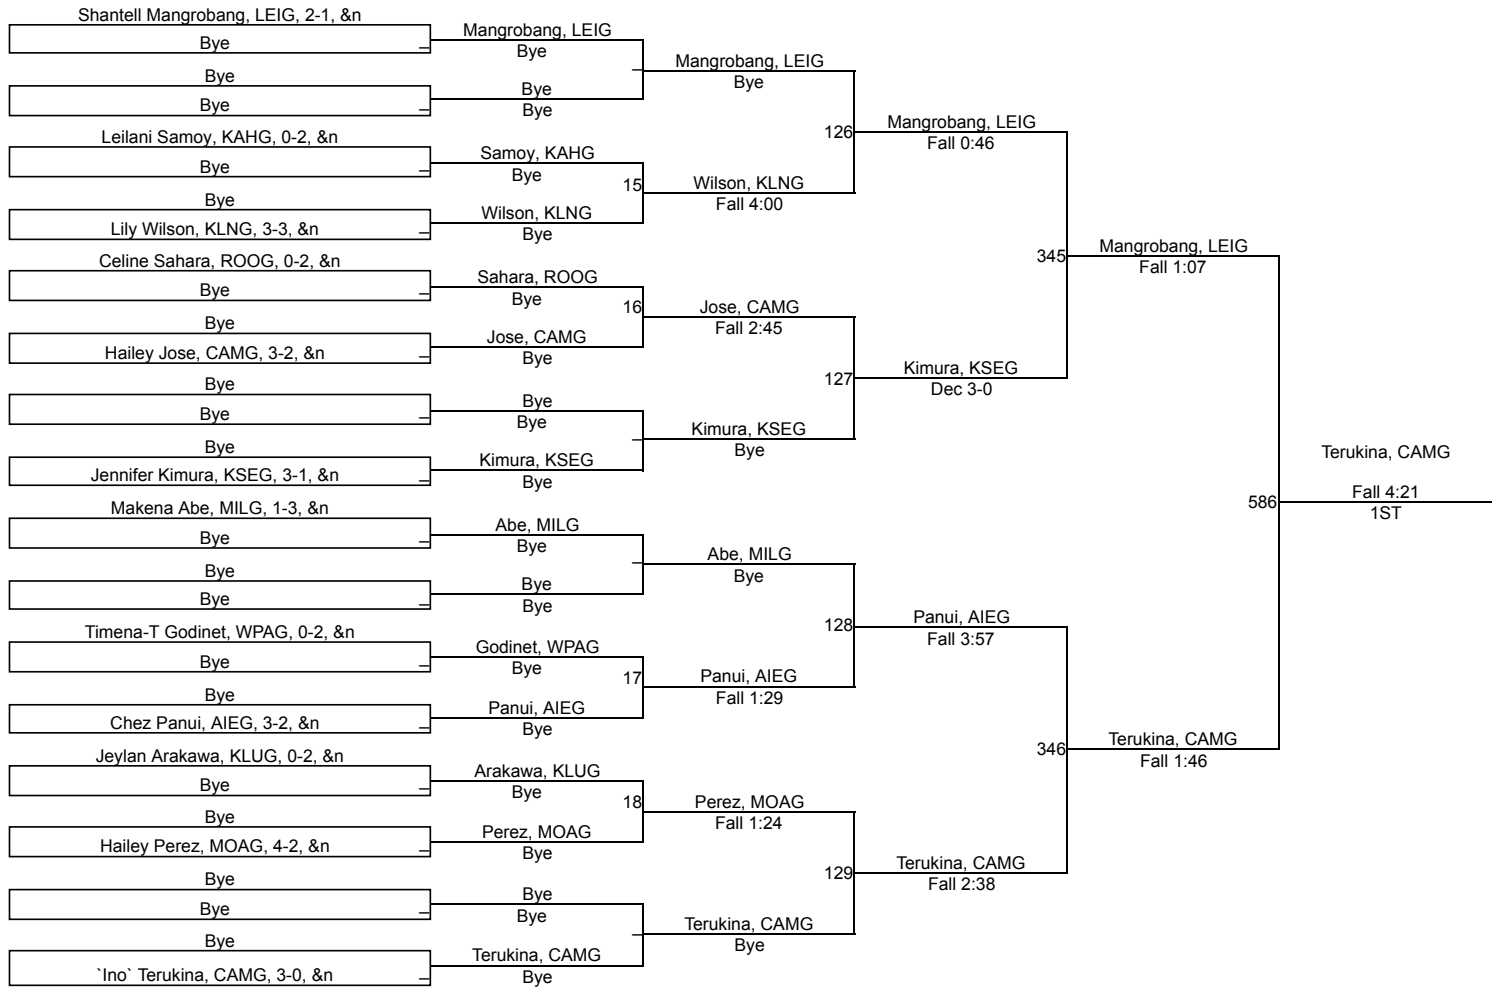 Shantell Mangrobang, LEIG, 2-1, &n
Bye
Bye
Bye
Leilani Samoy, KAHG, 0-2, &n
Bye
Bye
Lily Wilson, KLNG, 3-3, &n
Celine Sahara, ROOG, 0-2, &n
Bye
Bye
Hailey Jose, CAMG, 3-2, &n
Bye
Bye
Bye
Jennifer Kimura, KSEG, 3-1, &n
Makena Abe, MILG, 1-3, &n
Bye
Bye
Bye
Timena-T Godinet, WPAG, 0-2, &n
Bye
Bye
Chez Panui, AIEG, 3-2, &n
Jeylan Arakawa, KLUG, 0-2, &n
Bye
Bye
Hailey Perez, MOAG, 4-2, &n
Bye
Bye
Bye
`Ino` Terukina, CAMG, 3-0, &n
Mangrobang, LEIG
Bye
Bye
Bye
Samoy, KAHG
Bye
15
Wilson, KLNG
Bye
Sahara, ROOG
Bye
16
Jose, CAMG
Bye
Bye
Bye
Kimura, KSEG
Bye
Abe, MILG
Bye
Bye
Bye
Godinet, WPAG
Bye
17
Panui, AIEG
Bye
Arakawa, KLUG
Bye
18
Perez, MOAG
Bye
Bye
Bye
Terukina, CAMG
Bye
Mangrobang, LEIG
Bye
126
Wilson, KLNG
Fall 4:00
Jose, CAMG
Fall 2:45
127
Kimura, KSEG
Bye
Abe, MILG
Bye
128
Panui, AIEG
Fall 1:29
Perez, MOAG
Fall 1:24
129
Terukina, CAMG
Bye
Mangrobang, LEIG
Fall 0:46
345
Kimura, KSEG
Dec 3-0
Panui, AIEG
Fall 3:57
346
Terukina, CAMG
Fall 2:38
Mangrobang, LEIG
Fall 1:07
586
Terukina, CAMG
Fall 1:46
Terukina, CAMG
Fall 4:21
1ST